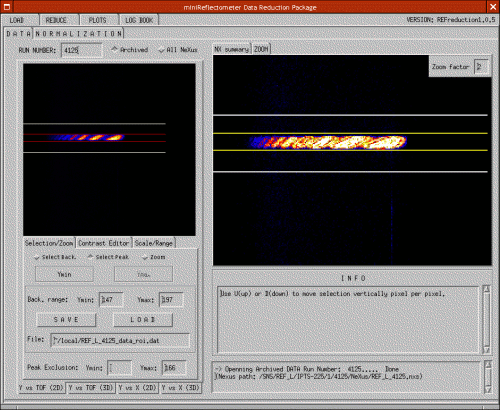 miniReflectometer Data Reduction Package
LOAD REDUCE PLOTS LOG BOOK VERSION: REFreduction1,0,5
DATA NORMALIZATION
RUN NUMBER: 4125 Archived All NeXus
NX summary ZOOM
Zoom factor 2
Selection/Zoom Contrast Editor Scale/Range
Select Back. Select Peak Zoom
Ymin
Back. range: Ymin: 147 Ymax: 197
SAVE LOAD
File: ~/local/REF_L_4125_data_roi.dat
Peak Exclusion: Ymin: Ymax: 166
Y vs TOF (2D) Y vs TOF (3D) Y vs X (2D) Y vs X (3D)
INFO
Use U(up) or D(down) to move selection vertically pixel per pixel.
-> Openning Archived DATA Run Number: 4125..... Done
(Nexus path: /SNS/REF_L/IPTS-225/1/4125/NeXus/REF_L_4125.nxs)